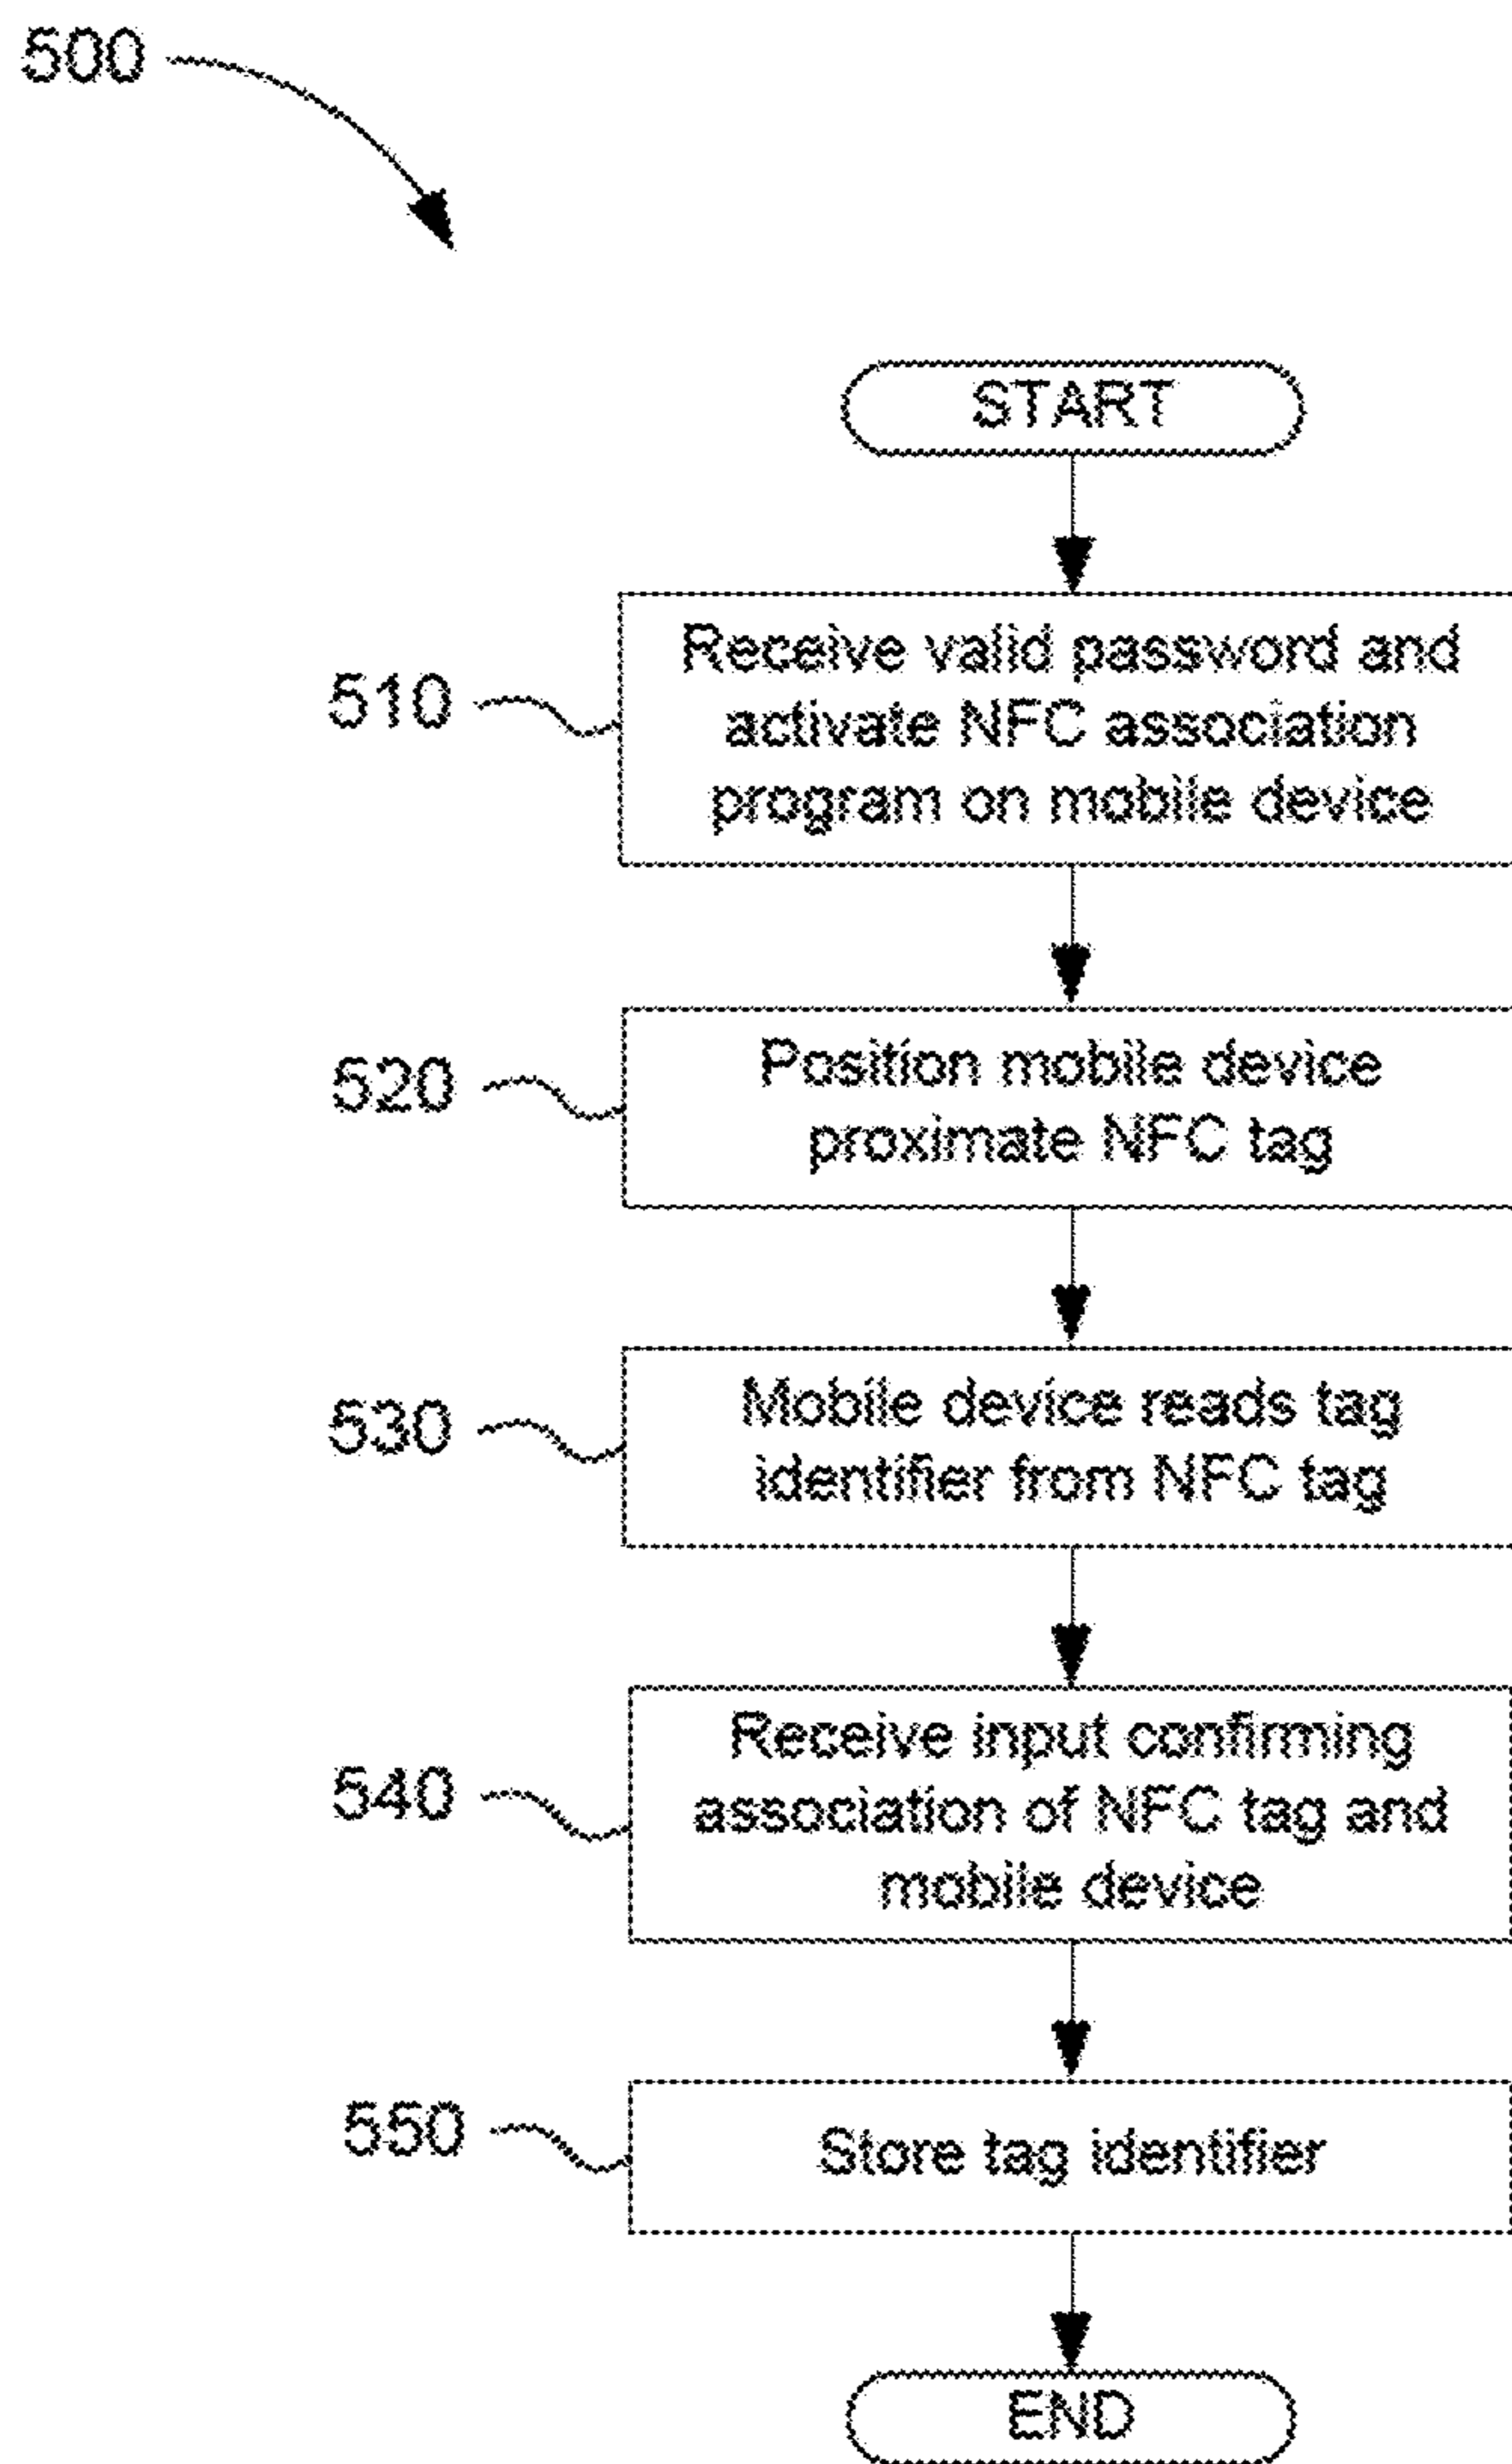 500
START
510
Receive valid password and
activate NFC association
program on mobile device
520
Position mobile device
proximate NFC tag
530
Mobile device reads tag
identifier from NFC tag
540
Receive input confirming
association of NFC tag and
mobile device
550
Store tag identifier
END